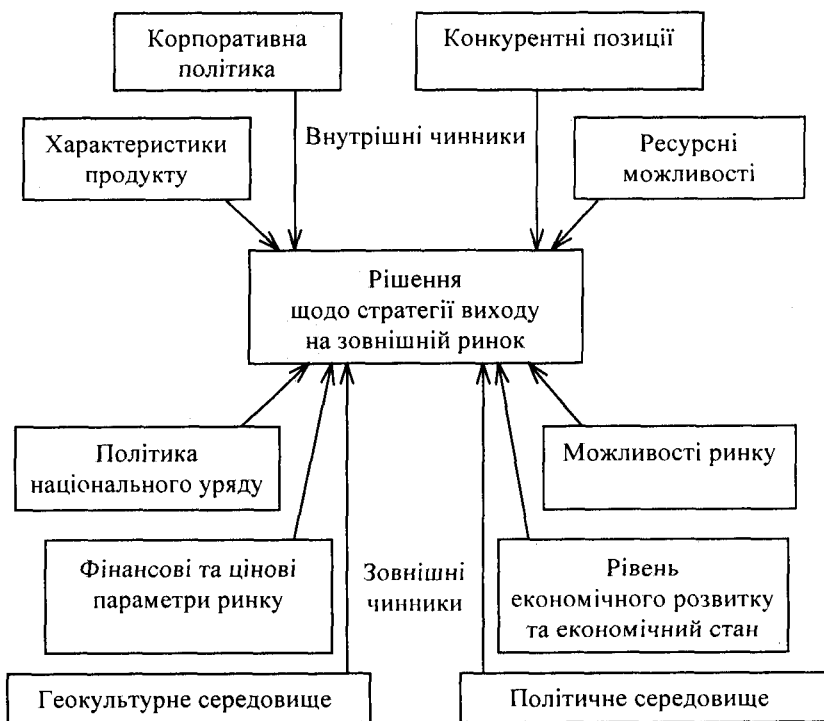 Корпоративна
політика
Конкурентні позиції
Внутрішні чинники
Характеристики
продукту
Ресурсні
можливості
Рішення
щодо стратегії виходу
на зовнішній ринок
Політика
національного уряду
Можливості ринку
Фінансові та цінові
параметри ринку
Зовнішні
чинники
Рівень
економічного розвитку
та економічний стан
Геокультурне середовище
Політичне середовище